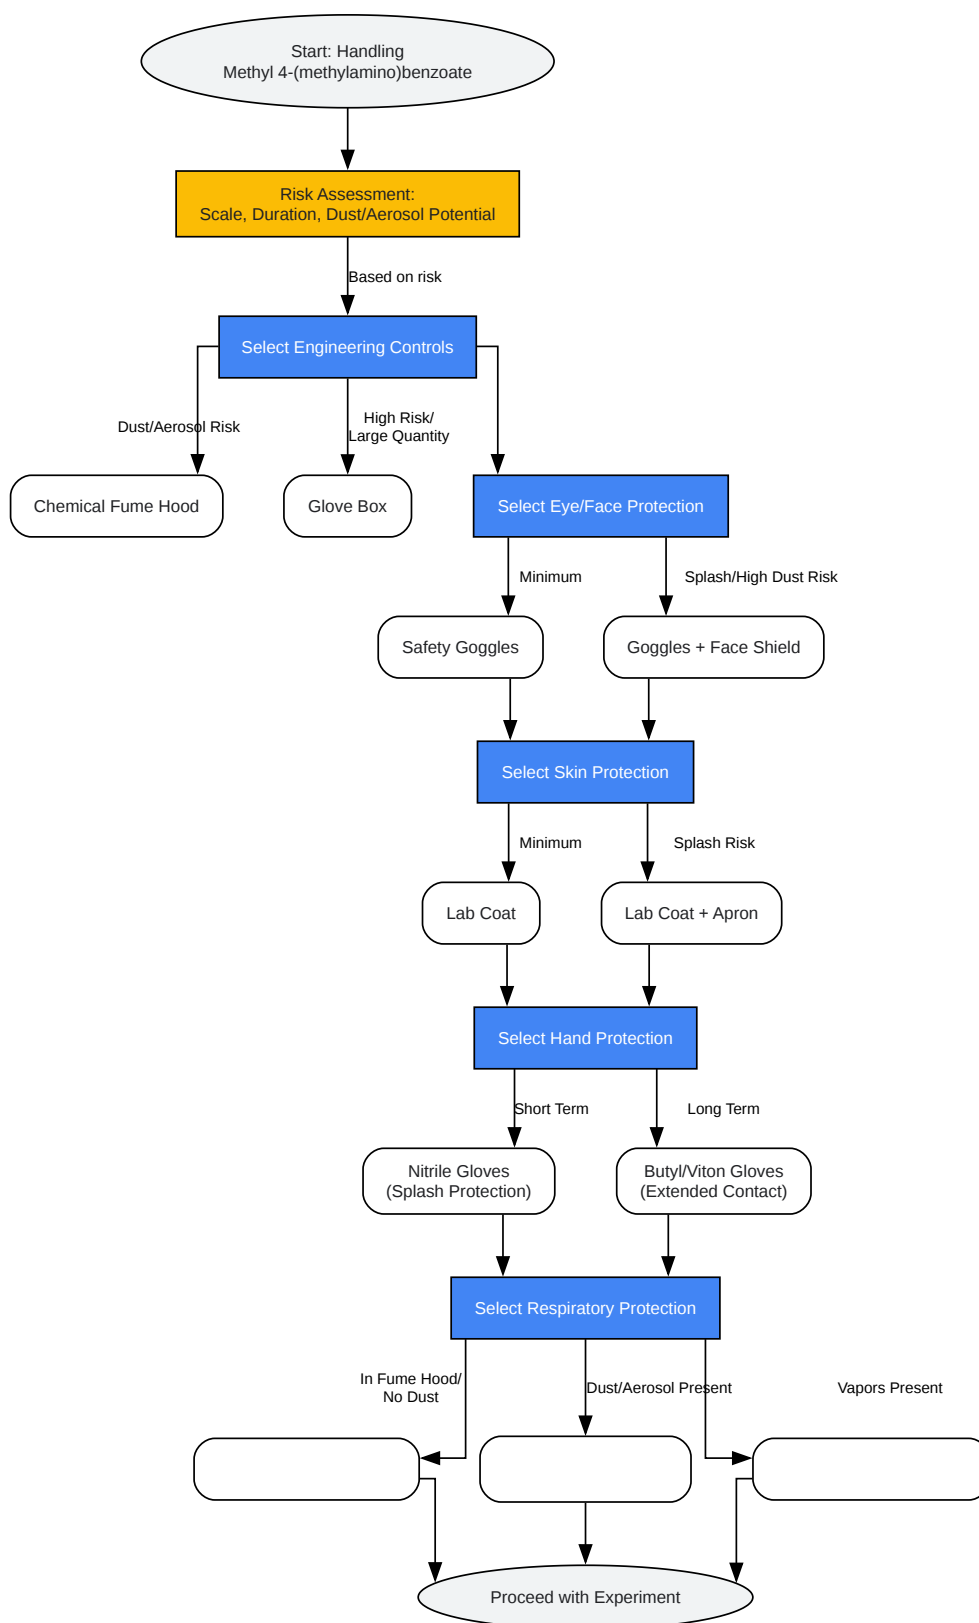 Start: Handling
Methyl 4-(methylamino)benzoate
Risk Assessment:
Scale, Duration, Dust/Aerosol Potential
Based on risk
Select Engineering Controls
Dust/Aerosol Risk
High Risk/
Large Quantity
Chemical Fume Hood
Glove Box
Select Eye/Face Protection
Minimum
Splash/High Dust Risk
Safety Goggles
Goggles + Face Shield
Select Skin Protection
Minimum
Splash Risk
Lab Coat
Lab Coat + Apron
Select Hand Protection
Short Term
Long Term
Nitrile Gloves
(Splash Protection)
Butyl/Viton Gloves
(Extended Contact)
Select Respiratory Protection
In Fume Hood/
No Dust
Dust/Aerosol Present
Vapors Present
Proceed with Experiment